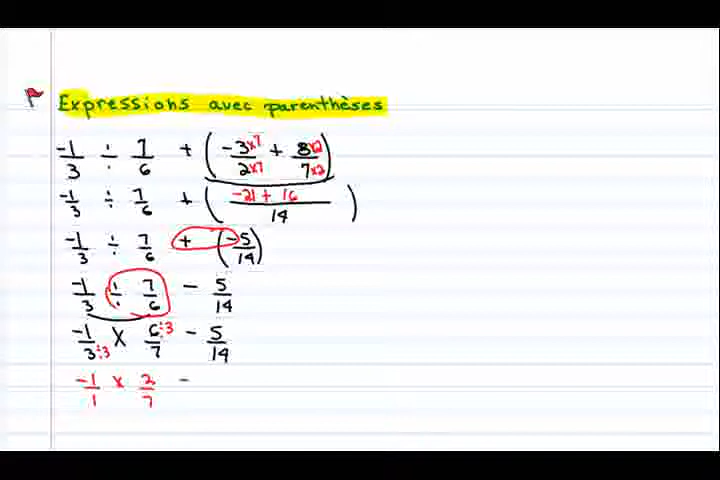 Expressions avec parenthèses
-1/3 ÷ 7/6 + (-3×7/2×7 + 8×2/7×2)
-1/3 ÷ 7/6 + (-21 + 16/14)
-1/3 ÷ 7/6 + (-5/14)
-1/3 ÷ 7/6 - 5/14
-1/3÷3 × 6÷3/7 - 5/14
-1/1 × 2/7 -